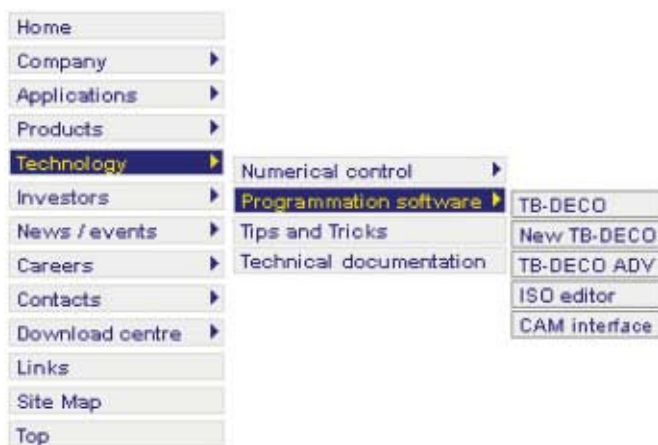 Home
Company
Applications
Products
Technology
Investors
News / events
Careers
Contacts
Download centre
Links
Site Map
Top
Numerical control
Programmation software
Tips and Tricks
Technical documentation
TB-DECO
New TB-DECO
TB-DECO ADV
ISO editor
CAM interface